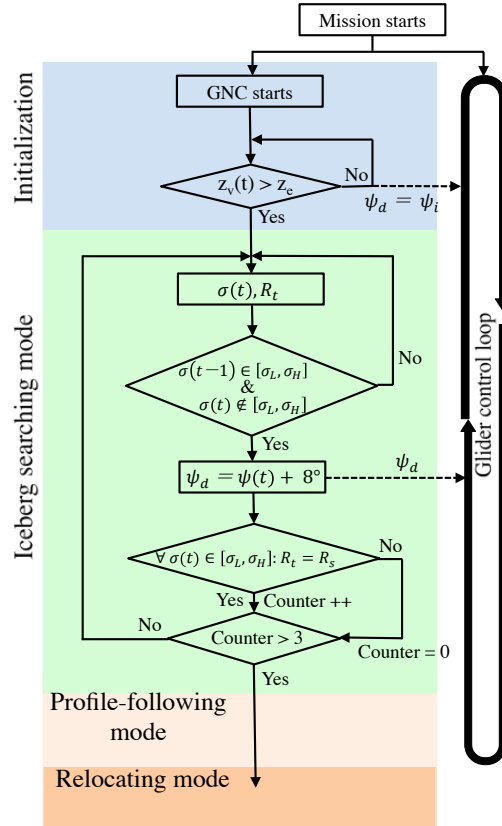 Mission starts
Initialization
GNC starts
No
z_v(t) > z_e
ψ_d = ψ_i
Yes
Glider control loop
Iceberg searching mode
σ(t), R_t
No
σ(t−1) ∈ [σ_L, σ_H]
&
σ(t) ∉ [σ_L, σ_H]
Yes
ψ_d = ψ(t) + 8°
ψ_d
No
∀ σ(t) ∈ [σ_L, σ_H]: R_t = R_s
Yes
Counter ++
No
Counter > 3
Counter = 0
Yes
Profile-following
mode
Relocating mode